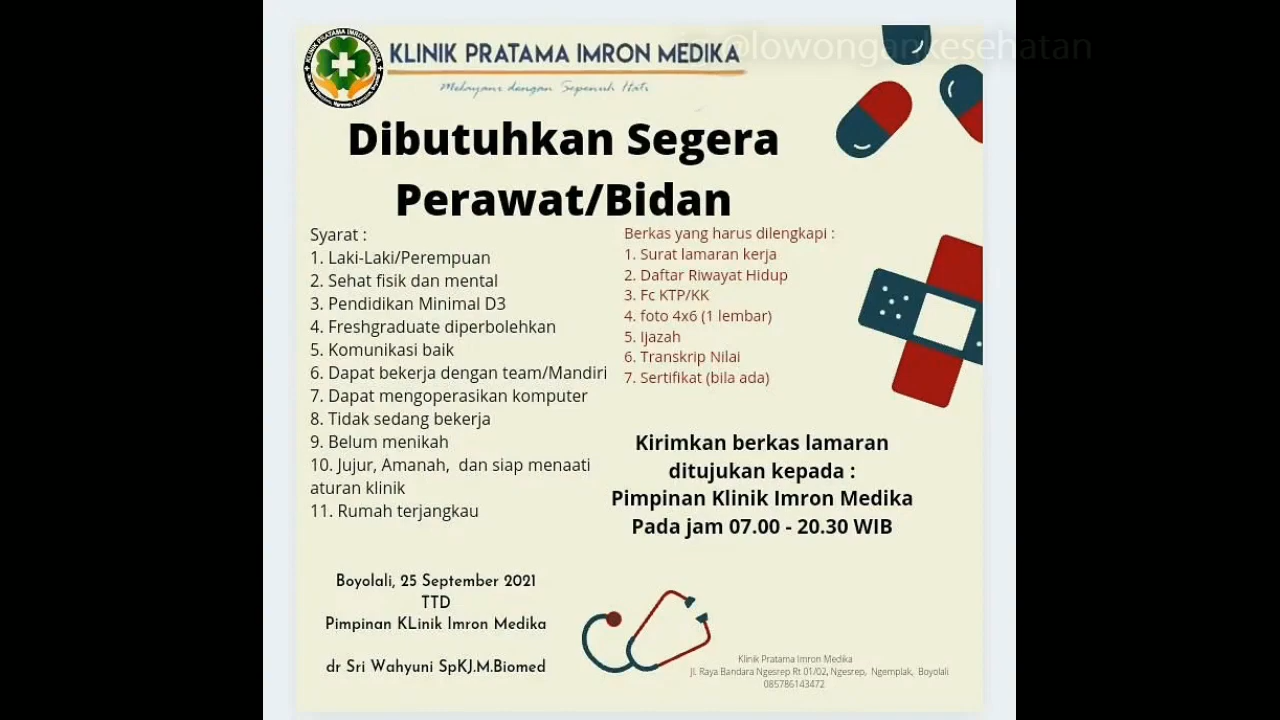 ig @lowongankesehatan
KLINIK PRATAMA IMRON MEDIKA
Melayani dengan Sepenuh Hati
Dibutuhkan Segera
Perawat/Bidan
Syarat :
1. Laki-Laki/Perempuan
2. Sehat fisik dan mental
3. Pendidikan Minimal D3
4. Freshgraduate diperbolehkan
5. Komunikasi baik
6. Dapat bekerja dengan team/Mandiri
7. Dapat mengoperasikan komputer
8. Tidak sedang bekerja
9. Belum menikah
10. Jujur, Amanah,  dan siap menaati
aturan klinik
11. Rumah terjangkau
Berkas yang harus dilengkapi :
1. Surat lamaran kerja
2. Daftar Riwayat Hidup
3. Fc KTP/KK
4. foto 4x6 (1 lembar)
5. Ijazah
6. Transkrip Nilai
7. Sertifikat (bila ada)
Kirimkan berkas lamaran
ditujukan kepada :
Pimpinan Klinik Imron Medika
Pada jam 07.00 - 20.30 WIB
Boyolali, 25 September 2021
TTD
Pimpinan KLinik Imron Medika
dr Sri Wahyuni SpKJ.M.Biomed
Klinik Pratama Imron Medika
Jl. Raya Bandara Ngesrep Rt 01/02, Ngesrep,  Ngemplak,  Boyolali
085786143472